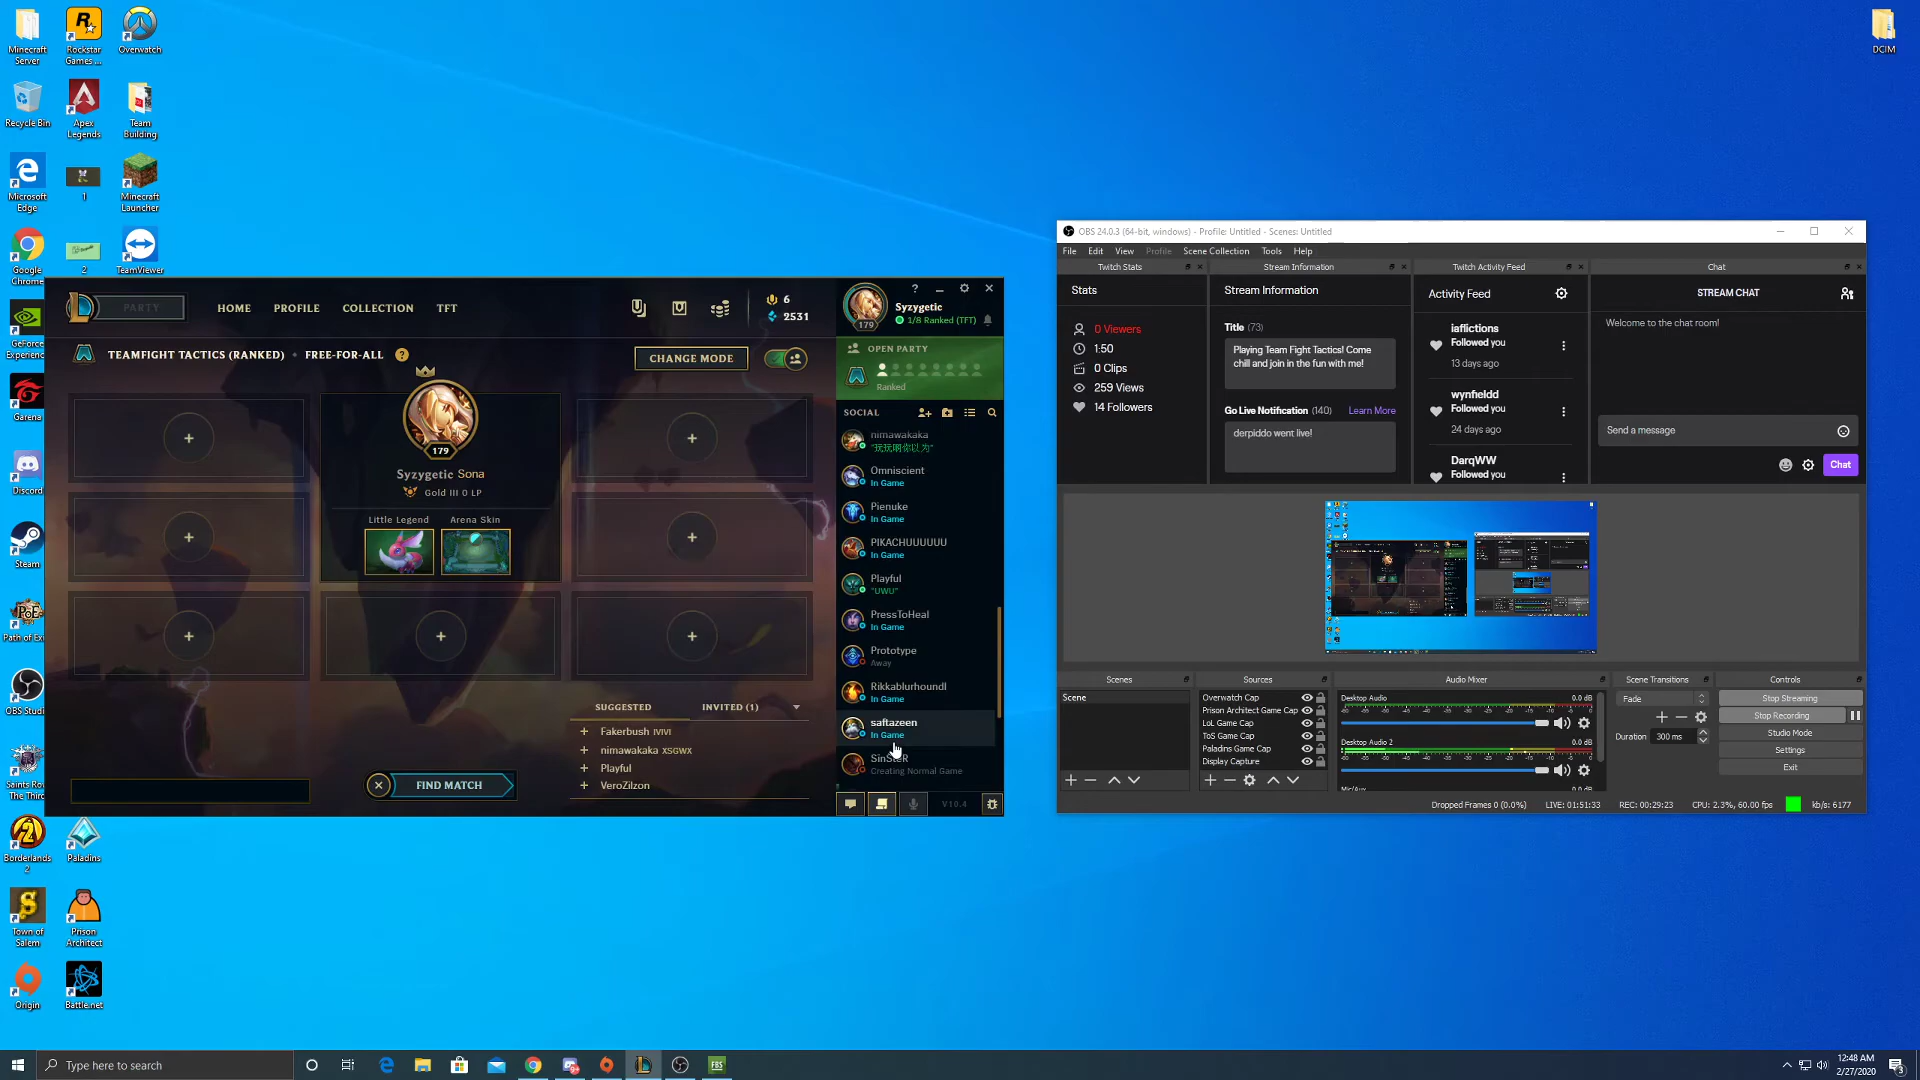 Minecraft
Server
Rockstar
Games ...
Overwatch
Recycle Bin
Apex
Legends
Team
Building
Microsoft
Edge
1
Minecraft
Launcher
Google
Chrome
2
TeamViewer
GeForce
Experience
Garena
Discord
Steam
Path of Exi
OBS Studi
Saints Ro
The Third
Borderlands
2
Paladins
Town of
Salem
Prison
Architect
Origin
Battle.net
DCIM
PARTY
HOME
PROFILE
COLLECTION
TFT
6
2531
?
179
Syzygetic
1/8 Ranked (TFT)
TEAMFIGHT TACTICS (RANKED) • FREE-FOR-ALL ?
CHANGE MODE
OPEN PARTY
Ranked
179
Syzygetic Sona
Gold III 0 LP
Little Legend
Arena Skin
SOCIAL
nimawakaka
Omniscient
In Game
Pienuke
In Game
PIKACHUUUUUU
In Game
Playful
"UWU"
PressToHeal
In Game
Prototype
Away
Rikkablurhoundl
In Game
saftazeen
In Game
SinSteR
Creating Normal Game
SUGGESTED
INVITED (1)
+ Fakerbush IVIVI
+ nimawakaka XSGWX
+ Playful
+ VeroZilzon
FIND MATCH
V10.4
OBS 24.0.3 (64-bit, windows) - Profile: Untitled - Scenes: Untitled
File Edit View Profile Scene Collection Tools Help
Twitch Stats
Stream Information
Twitch Activity Feed
Chat
Stats
0 Viewers
1:50
0 Clips
259 Views
14 Followers
Stream Information
Title (73)
Playing Team Fight Tactics! Come
chill and join in the fun with me!
Go Live Notification (140) Learn More
derpiddo went live!
Activity Feed
iaflictions
Followed you
13 days ago
wynfieldd
Followed you
24 days ago
DarqWW
Followed you
STREAM CHAT
Welcome to the chat room!
Send a message
Chat
Scenes
Scene
Sources
Overwatch Cap
Prison Architect Game Cap
LoL Game Cap
ToS Game Cap
Paladins Game Cap
Display Capture
Audio Mixer
Desktop Audio 0.0 dB
Desktop Audio 2 0.0 dB
Mic/Aux
Scene Transitions
Fade
Duration 300 ms
Controls
Stop Streaming
Stop Recording
Studio Mode
Settings
Exit
Dropped Frames 0 (0.0%) LIVE: 01:51:33 REC: 00:29:23 CPU: 2.3%, 60.00 fps kb/s: 6177
Type here to search
FBS
12:48 AM
2/27/2020
3